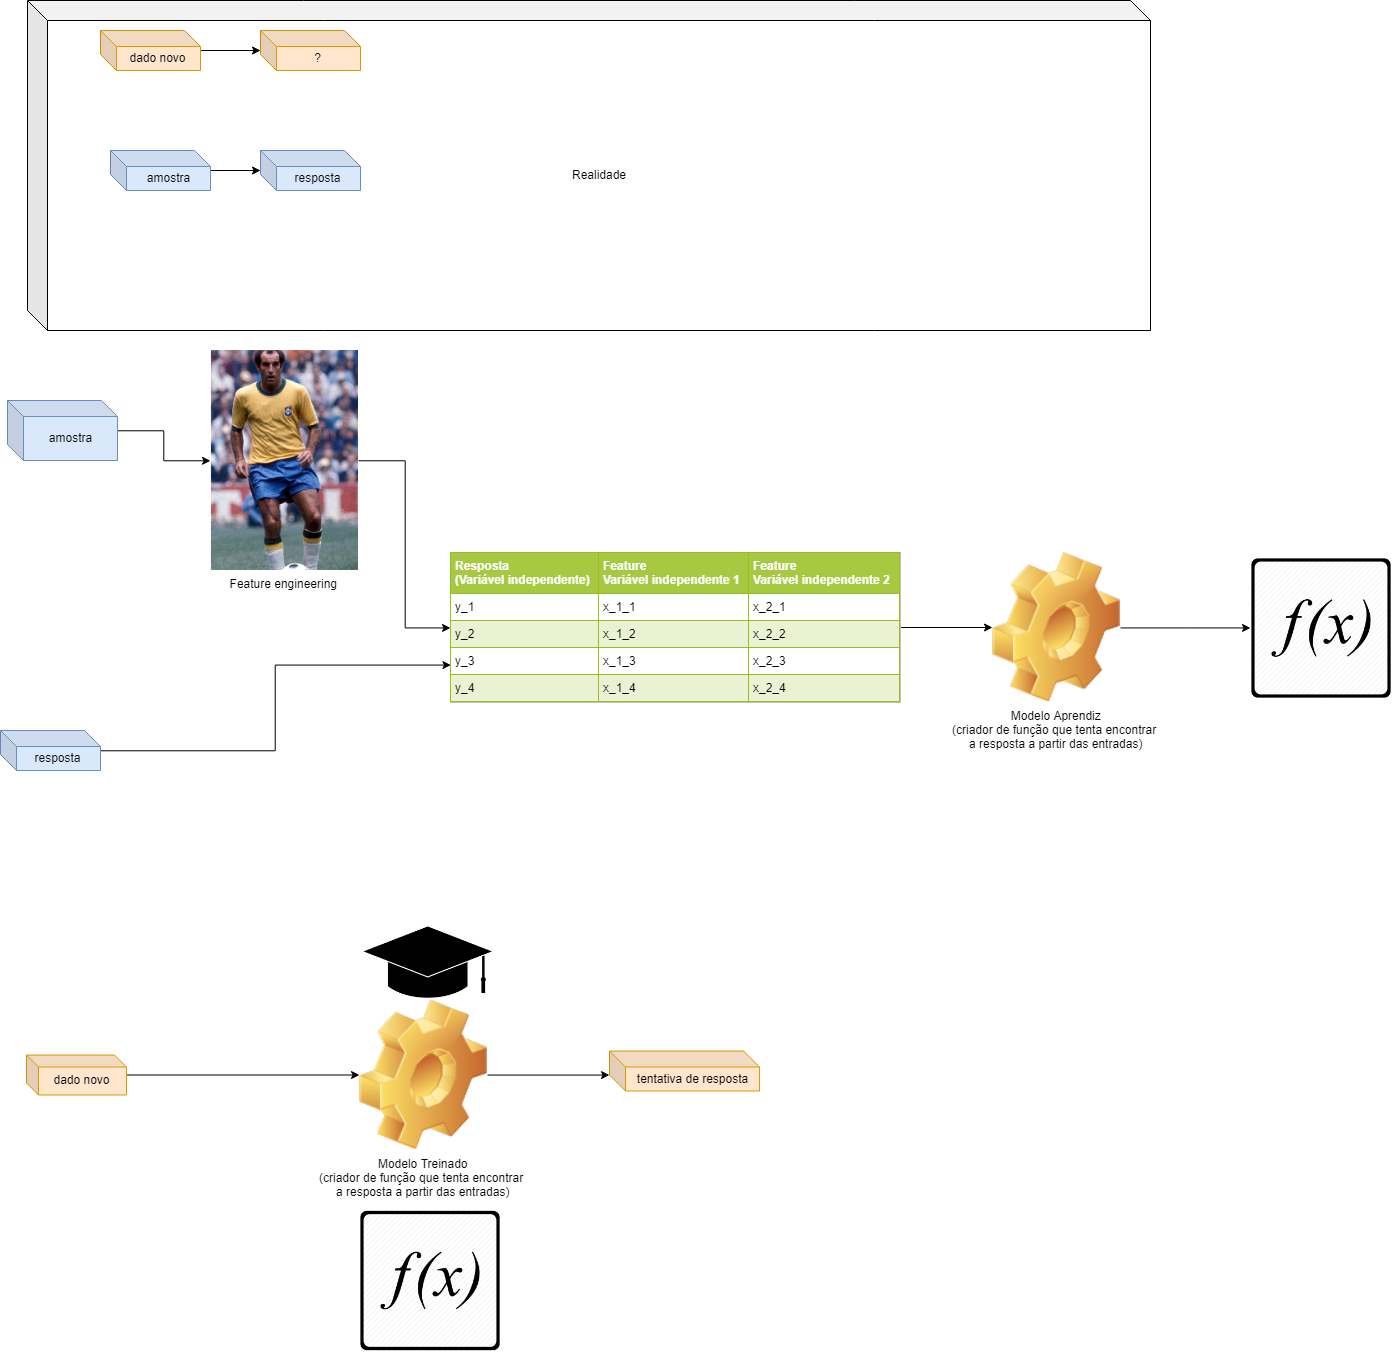 dado novo
?
amostra
resposta
Realidade
amostra
Feature engineering
Resposta
(Variável independente)
Feature
Variável independente 1
Feature
Variável independente 2
y_1
x_1_1
x_2_1
y_2
x_1_2
x_2_2
y_3
x_1_3
x_2_3
y_4
x_1_4
x_2_4
f(x)
Modelo Aprendiz
(criador de função que tenta encontrar
a resposta a partir das entradas)
resposta
dado novo
tentativa de resposta
Modelo Treinado
(criador de função que tenta encontrar
a resposta a partir das entradas)
f(x)